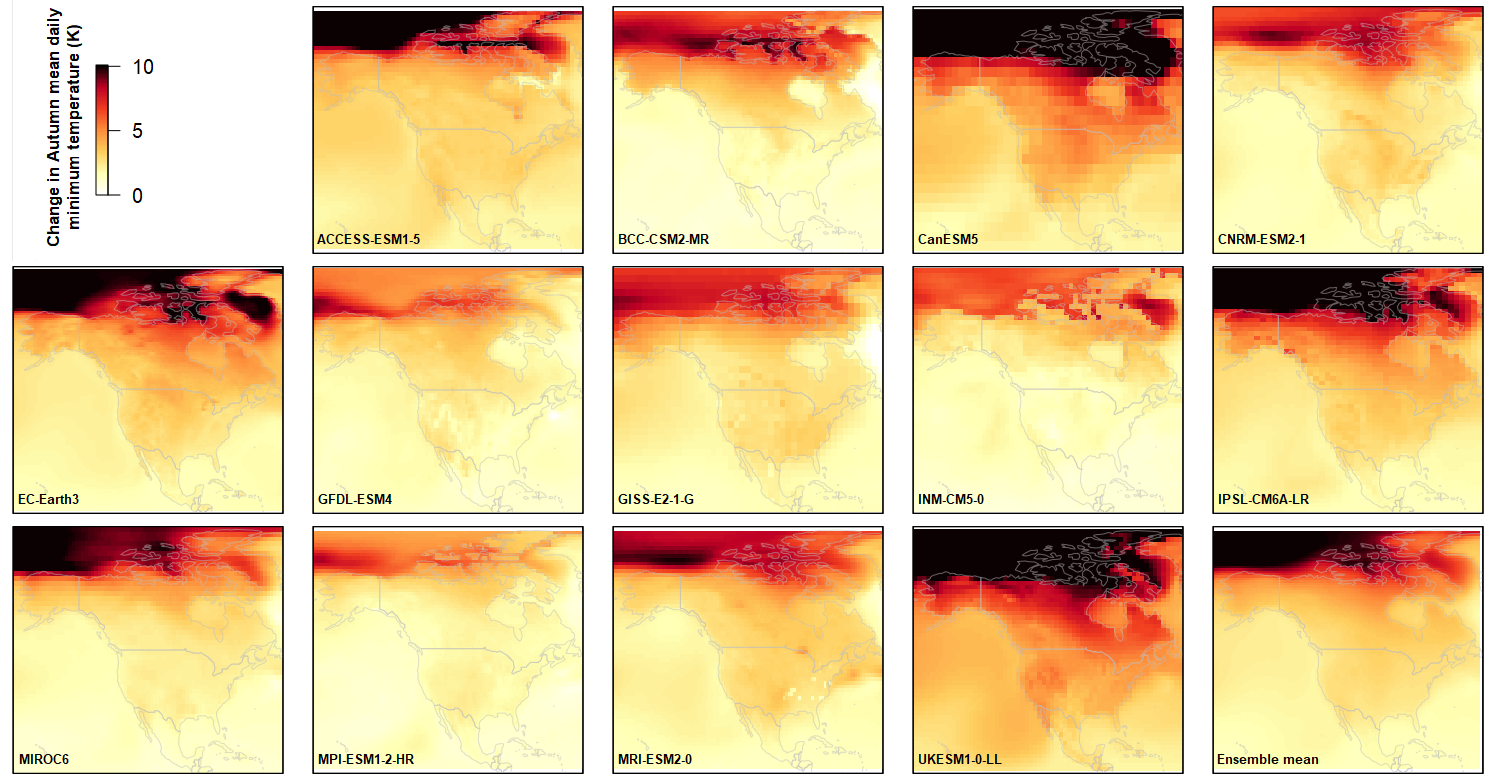 Change in Autumn mean daily
minimum temperature (K)
10
5
0
ACCESS-ESM1-5
BCC-CSM2-MR
CanESM5
CNRM-ESM2-1
EC-Earth3
GFDL-ESM4
GISS-E2-1-G
INM-CM5-0
IPSL-CM6A-LR
MIROC6
MPI-ESM1-2-HR
MRI-ESM2-0
UKESM1-0-LL
Ensemble mean